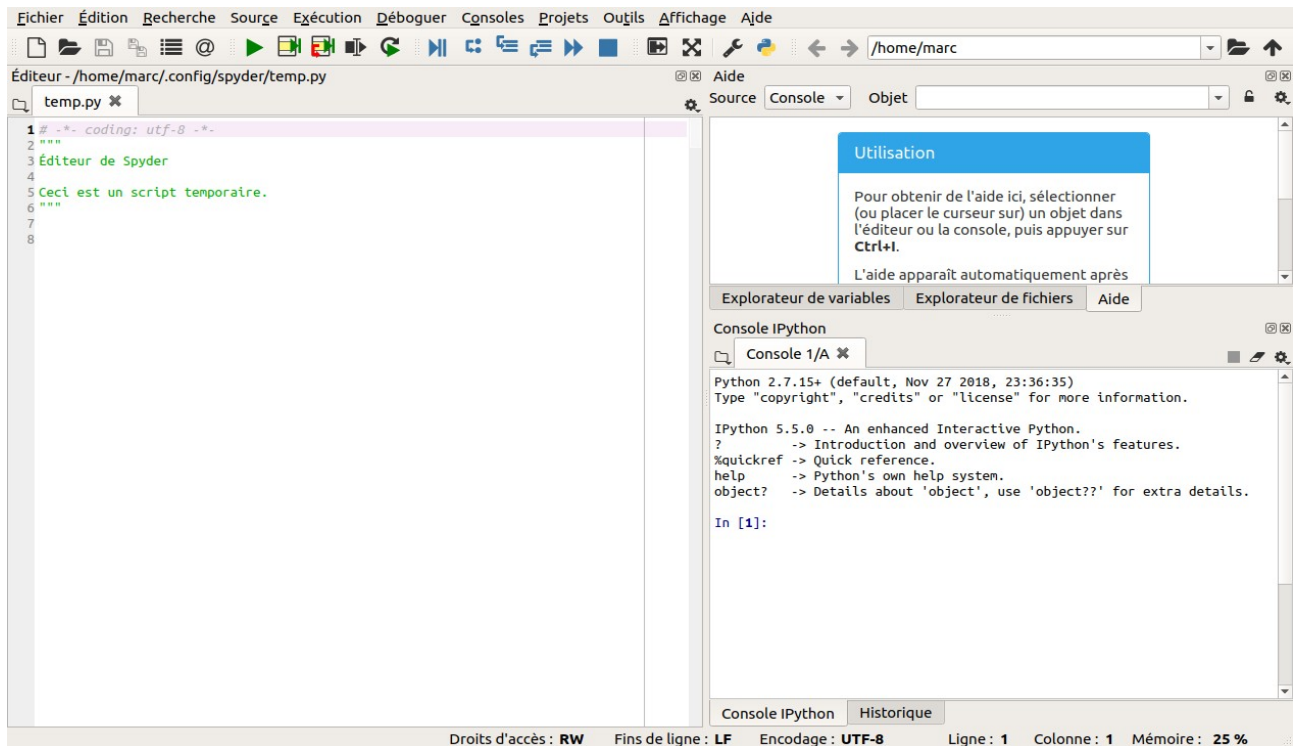 Fichier Édition Recherche Source Exécution Déboguer Consoles Projets Outils Affichage Ajde
@ /home/marc
Éditeur - /home/marc/.config/spyder/temp.py
temp.py
1 # -*- coding: utf-8 -*-
2 """
3 Éditeur de Spyder
4
5 Ceci est un script temporaire.
6 """
7
8
Aide
Source Console Objet
Utilisation
Pour obtenir de l'aide ici, sélectionner
(ou placer le curseur sur) un objet dans
l'éditeur ou la console, puis appuyer sur
Ctrl+I.
L'aide apparaît automatiquement après
Explorateur de variables Explorateur de fichiers Aide
Console IPython
Console 1/A
Python 2.7.15+ (default, Nov 27 2018, 23:36:35)
Type "copyright", "credits" or "license" for more information.
IPython 5.5.0 -- An enhanced Interactive Python.
? -> Introduction and overview of IPython's features.
%quickref -> Quick reference.
help -> Python's own help system.
object? -> Details about 'object', use 'object??' for extra details.
In [1]:
Console IPython Historique
Droits d'accès : RW Fins de ligne : LF Encodage : UTF-8 Ligne : 1 Colonne : 1 Mémoire : 25 %